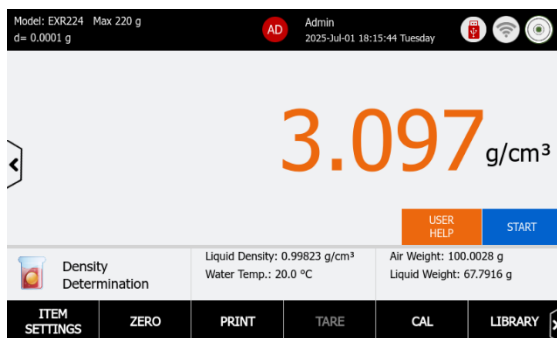 Model: EXR224 Max 220 g
d= 0.0001 g
AD
Admin
2025-Jul-01 18:15:44 Tuesday
3.097 g/cm³
USER
HELP
START
Density
Determination
Liquid Density: 0.99823 g/cm³
Water Temp.: 20.0 °C
Air Weight: 100.0028 g
Liquid Weight: 67.7916 g
ITEM
SETTINGS
ZERO
PRINT
TARE
CAL
LIBRARY